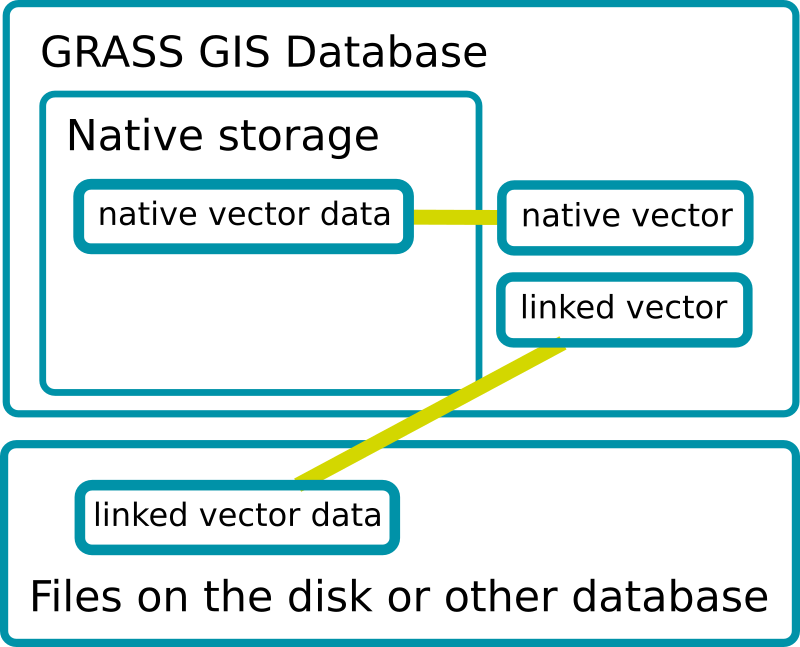 GRASS GIS Database
Native storage
native vector data
native vector
linked vector
linked vector data
Files on the disk or other database